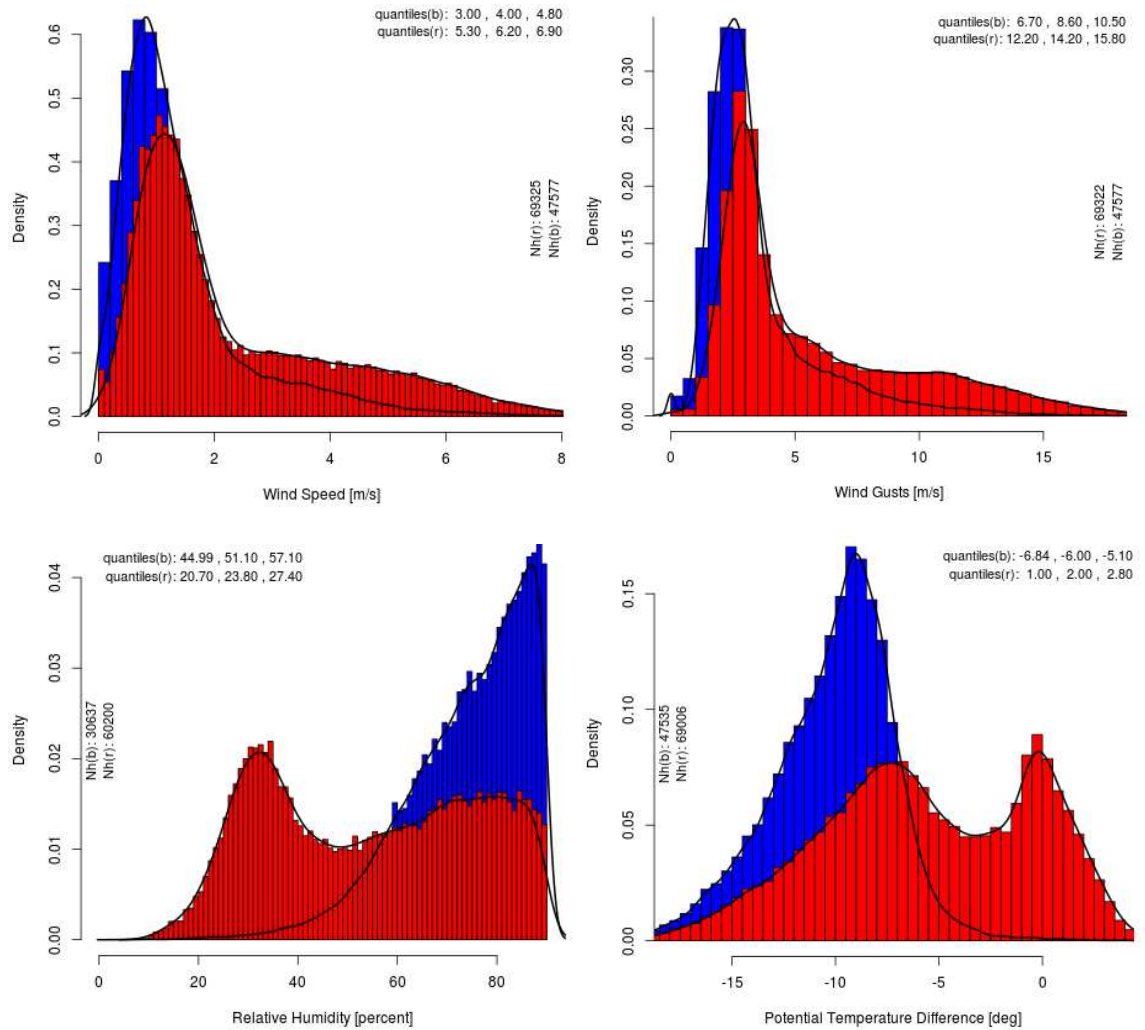 quantiles(b): 3.00 , 4.00 , 4.80
quantiles(r): 5.30 , 6.20 , 6.90
Density
0.0 0.1 0.2 0.3 0.4 0.5 0.6
Nh(r): 69325
Nh(b): 47577
0 2 4 6 8
Wind Speed [m/s]
quantiles(b): 6.70 , 8.60 , 10.50
quantiles(r): 12.20 , 14.20 , 15.80
Density
0.00 0.05 0.10 0.15 0.20 0.25 0.30
Nh(r): 69322
Nh(b): 47577
0 5 10 15
Wind Gusts [m/s]
quantiles(b): 44.99 , 51.10 , 57.10
quantiles(r): 20.70 , 23.80 , 27.40
Density
0.00 0.01 0.02 0.03 0.04
Nh(b): 30637
Nh(r): 60200
0 20 40 60 80
Relative Humidity [percent]
quantiles(b): -6.84 , -6.00 , -5.10
quantiles(r): 1.00 , 2.00 , 2.80
Density
0.00 0.05 0.10 0.15
Nh(b): 47535
Nh(r): 69006
-15 -10 -5 0
Potential Temperature Difference [deg]